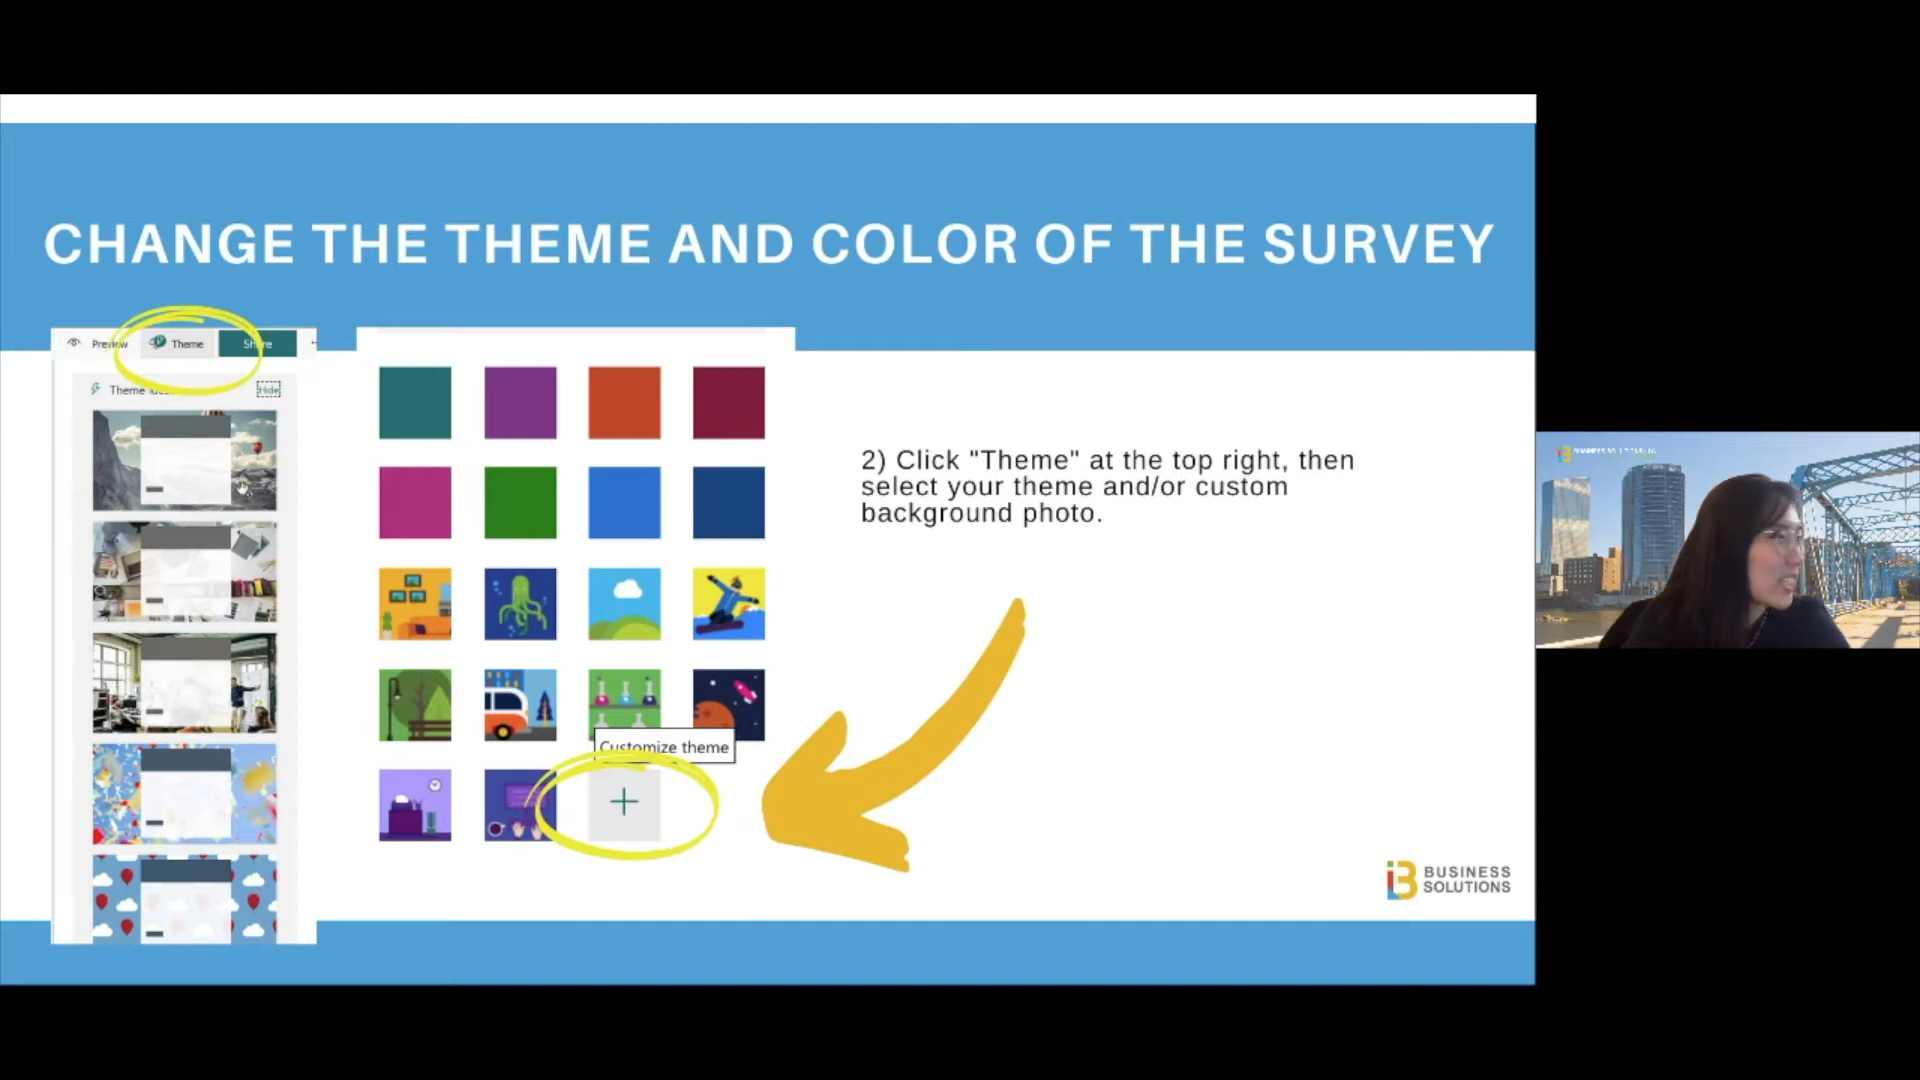 CHANGE THE THEME AND COLOR OF THE SURVEY
Preview Theme Share
Theme Hide
Customize theme
2) Click "Theme" at the top right, then
select your theme and/or custom
background photo.
BUSINESS
SOLUTIONS